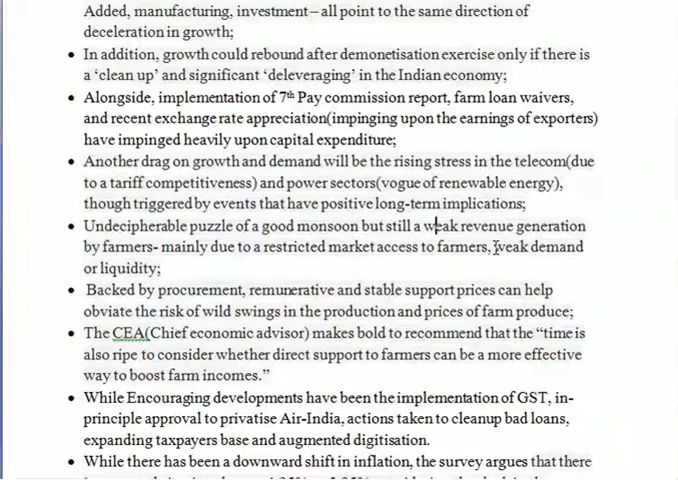 Added, manufacturing, investment–all point to the same direction of
deceleration in growth;
• In addition, growth could rebound after demonetisation exercise only if there is
a ‘clean up’ and significant ‘deleveraging’ in the Indian economy;
• Alongside, implementation of 7th Pay commission report, farm loan waivers,
and recent exchange rate appreciation(impinging upon the earnings of exporters)
have impinged heavily upon capital expenditure;
• Another drag on growth and demand will be the rising stress in the telecom(due
to a tariff competitiveness) and power sectors(vogue of renewable energy),
though triggered by events that have positive long-term implications;
• Undecipherable puzzle of a good monsoon but still a weak revenue generation
by farmers- mainly due to a restricted market access to farmers, weak demand
or liquidity;
• Backed by procurement, remunerative and stable support prices can help
obviate the risk of wild swings in the production and prices of farm produce;
• The CEA(Chief economic advisor) makes bold to recommend that the “time is
also ripe to consider whether direct support to farmers can be a more effective
way to boost farm incomes.”
• While Encouraging developments have been the implementation of GST, in-
principle approval to privatise Air-India, actions taken to cleanup bad loans,
expanding taxpayers base and augmented digitisation.
• While there has been a downward shift in inflation, the survey argues that there